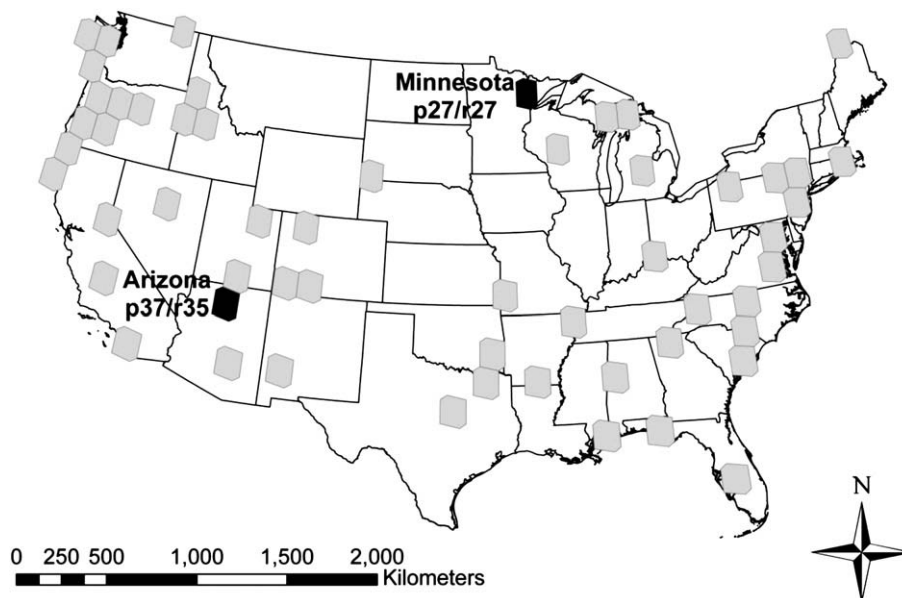 Minnesota
p27/r27
Arizona
p37/r35
N
0 250 500 1,000 1,500 2,000
Kilometers